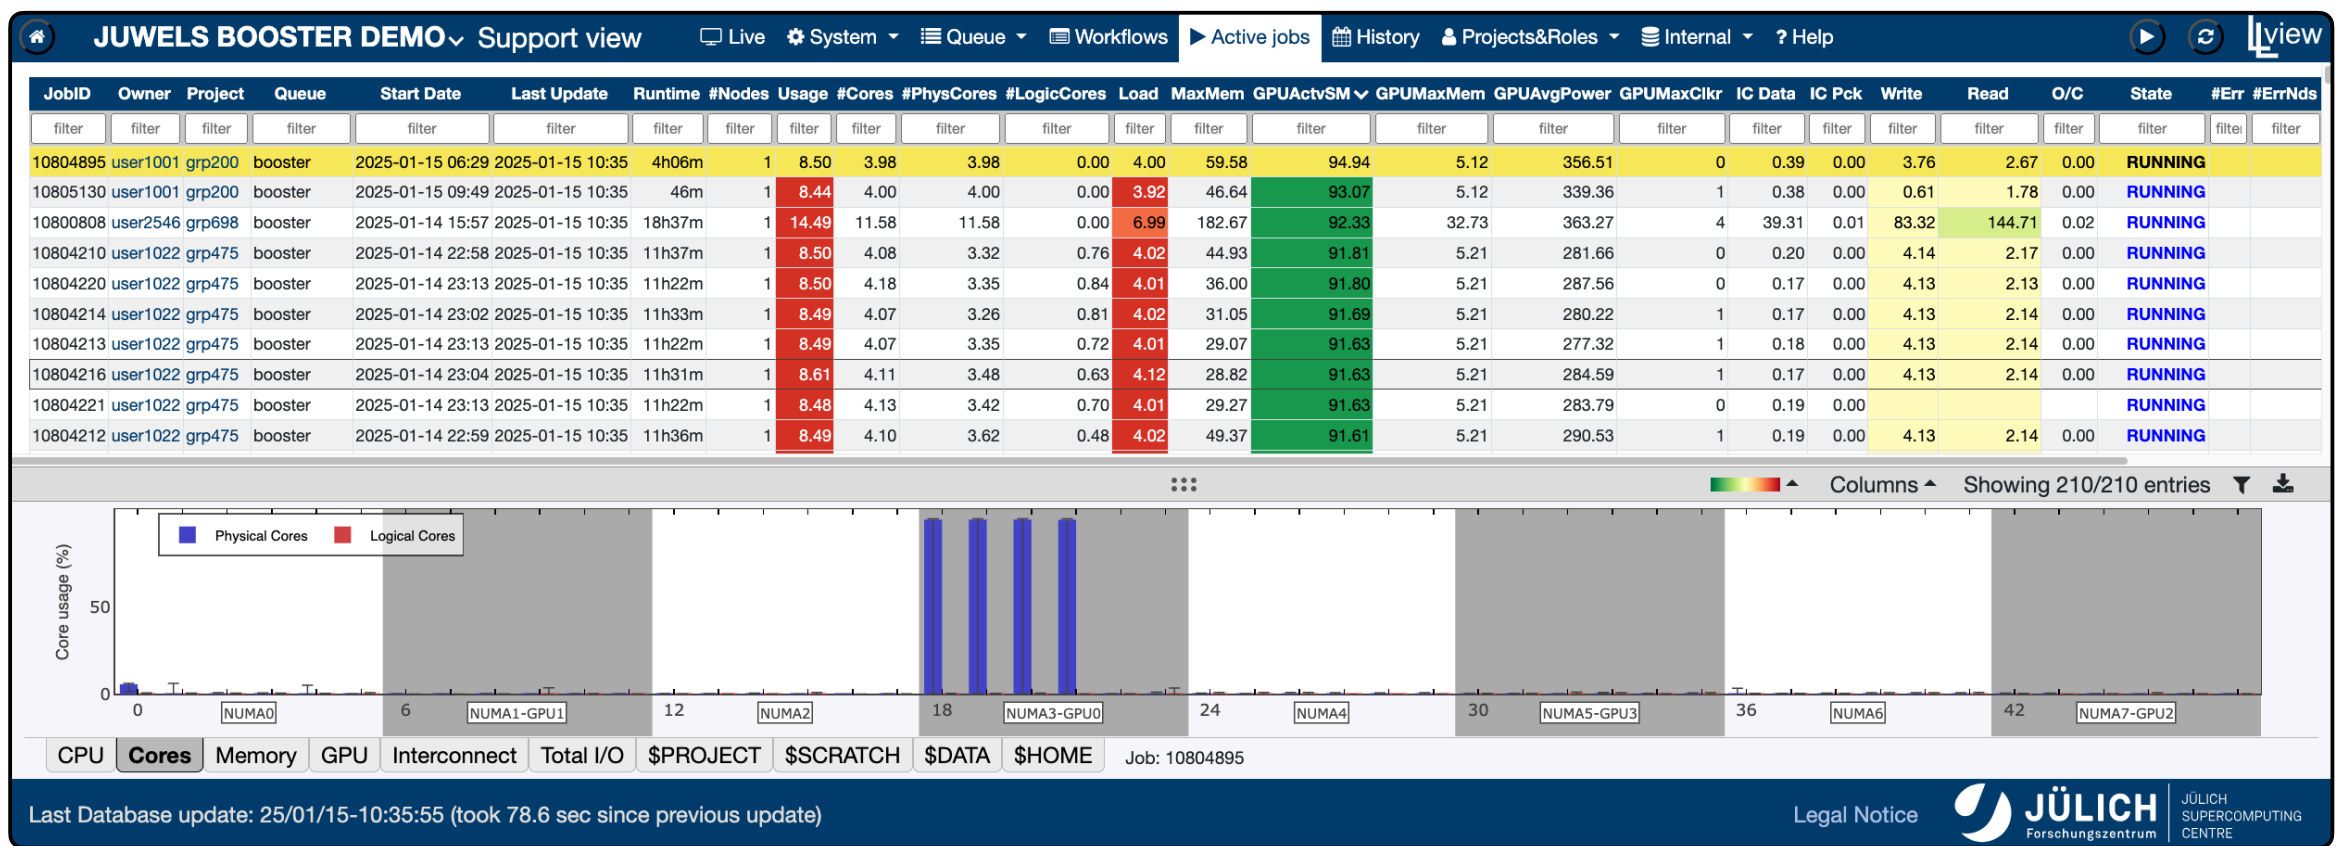 JUWELS BOOSTER DEMO Support view Live System Queue Workflows Active jobs History Projects&Roles Internal ? Help LLview
JobID Owner Project Queue Start Date Last Update Runtime #Nodes Usage #Cores #PhysCores #LogicCores Load MaxMem GPUActvSM GPUMaxMem GPUAvgPower GPUMaxClkr IC Data IC Pck Write Read O/C State #Err #ErrNds
filter filter filter filter filter filter filter filter filter filter filter filter filter filter filter filter filter filter filter filter filter filter filter filter filter filter
10804895 user1001 grp200 booster 2025-01-15 06:29 2025-01-15 10:35 4h06m 1 8.50 3.98 3.98 0.00 4.00 59.58 94.94 5.12 356.51 0 0.39 0.00 3.76 2.67 0.00 RUNNING
10805130 user1001 grp200 booster 2025-01-15 09:49 2025-01-15 10:35 46m 1 8.44 4.00 4.00 0.00 3.92 46.64 93.07 5.12 339.36 1 0.38 0.00 0.61 1.78 0.00 RUNNING
10800808 user2546 grp698 booster 2025-01-14 15:57 2025-01-15 10:35 18h37m 1 14.49 11.58 11.58 0.00 6.99 182.67 92.33 32.73 363.27 4 39.31 0.01 83.32 144.71 0.02 RUNNING
10804210 user1022 grp475 booster 2025-01-14 22:58 2025-01-15 10:35 11h37m 1 8.50 4.08 3.32 0.76 4.02 44.93 91.81 5.21 281.66 0 0.20 0.00 4.14 2.17 0.00 RUNNING
10804220 user1022 grp475 booster 2025-01-14 23:13 2025-01-15 10:35 11h22m 1 8.50 4.18 3.35 0.84 4.01 36.00 91.80 5.21 287.56 0 0.17 0.00 4.13 2.13 0.00 RUNNING
10804214 user1022 grp475 booster 2025-01-14 23:02 2025-01-15 10:35 11h33m 1 8.49 4.07 3.26 0.81 4.02 31.05 91.69 5.21 280.22 1 0.17 0.00 4.13 2.14 0.00 RUNNING
10804213 user1022 grp475 booster 2025-01-14 23:13 2025-01-15 10:35 11h22m 1 8.49 4.07 3.35 0.72 4.01 29.07 91.63 5.21 277.32 1 0.18 0.00 4.13 2.14 0.00 RUNNING
10804216 user1022 grp475 booster 2025-01-14 23:04 2025-01-15 10:35 11h31m 1 8.61 4.11 3.48 0.63 4.12 28.82 91.63 5.21 284.59 1 0.17 0.00 4.13 2.14 0.00 RUNNING
10804221 user1022 grp475 booster 2025-01-14 23:13 2025-01-15 10:35 11h22m 1 8.48 4.13 3.42 0.70 4.01 29.27 91.63 5.21 283.79 0 0.19 0.00 RUNNING
10804212 user1022 grp475 booster 2025-01-14 22:59 2025-01-15 10:35 11h36m 1 8.49 4.10 3.62 0.48 4.02 49.37 91.61 5.21 290.53 1 0.19 0.00 4.13 2.14 0.00 RUNNING
Columns Showing 210/210 entries
Physical Cores Logical Cores
Core usage (%)
50
0
0 NUMA0 6 NUMA1-GPU1 12 NUMA2 18 NUMA3-GPU0 24 NUMA4 30 NUMA5-GPU3 36 NUMA6 42 NUMA7-GPU2
CPU Cores Memory GPU Interconnect Total I/O $PROJECT $SCRATCH $DATA $HOME Job: 10804895
Last Database update: 25/01/15-10:35:55 (took 78.6 sec since previous update)
Legal Notice
JÜLICH
Forschungszentrum
JÜLICH
SUPERCOMPUTING
CENTRE